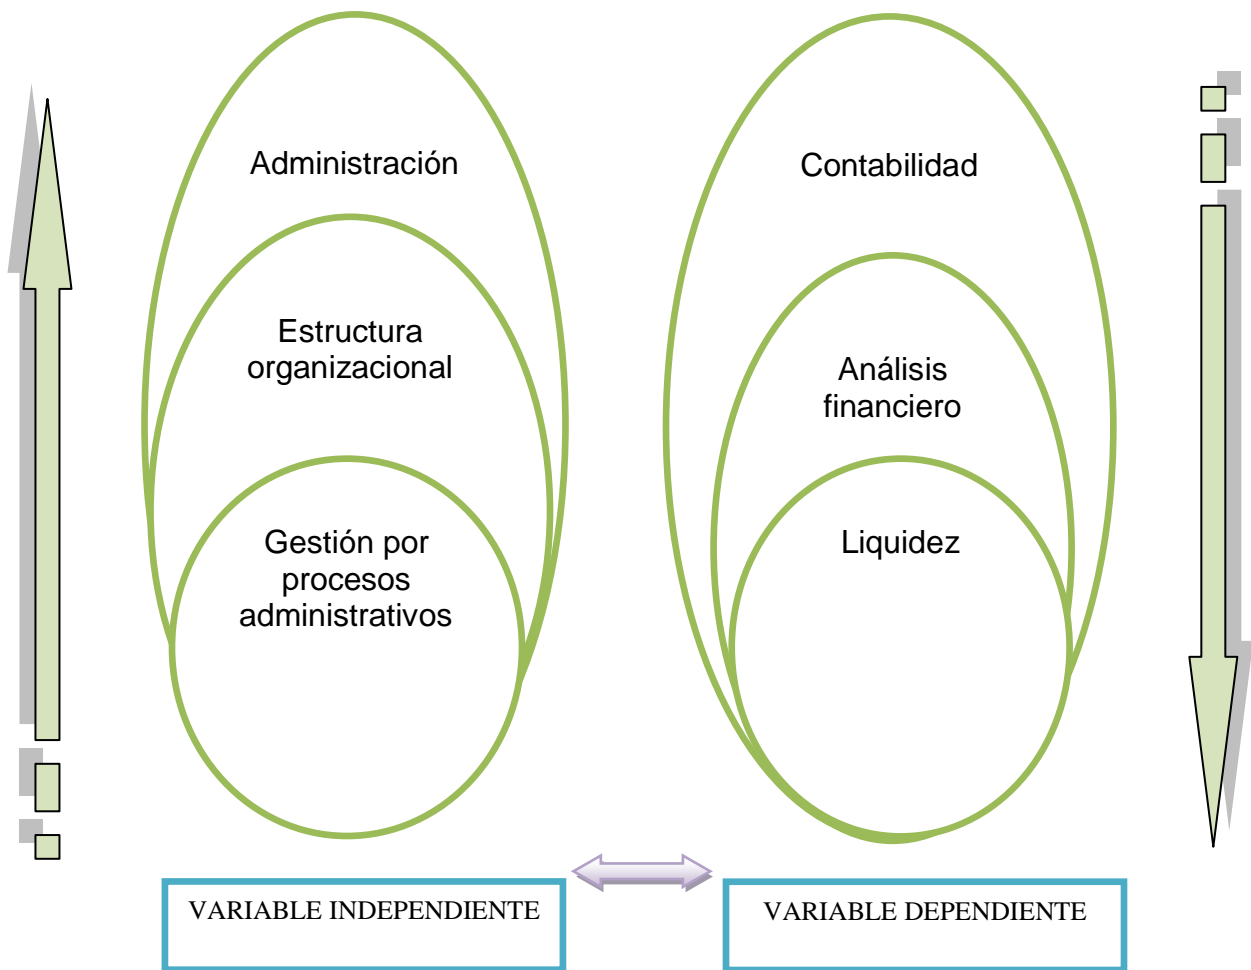 Administración
Estructura
organizacional
Gestión por
procesos
administrativos
Contabilidad
Análisis
financiero
Liquidez
VARIABLE INDEPENDIENTE
VARIABLE DEPENDIENTE